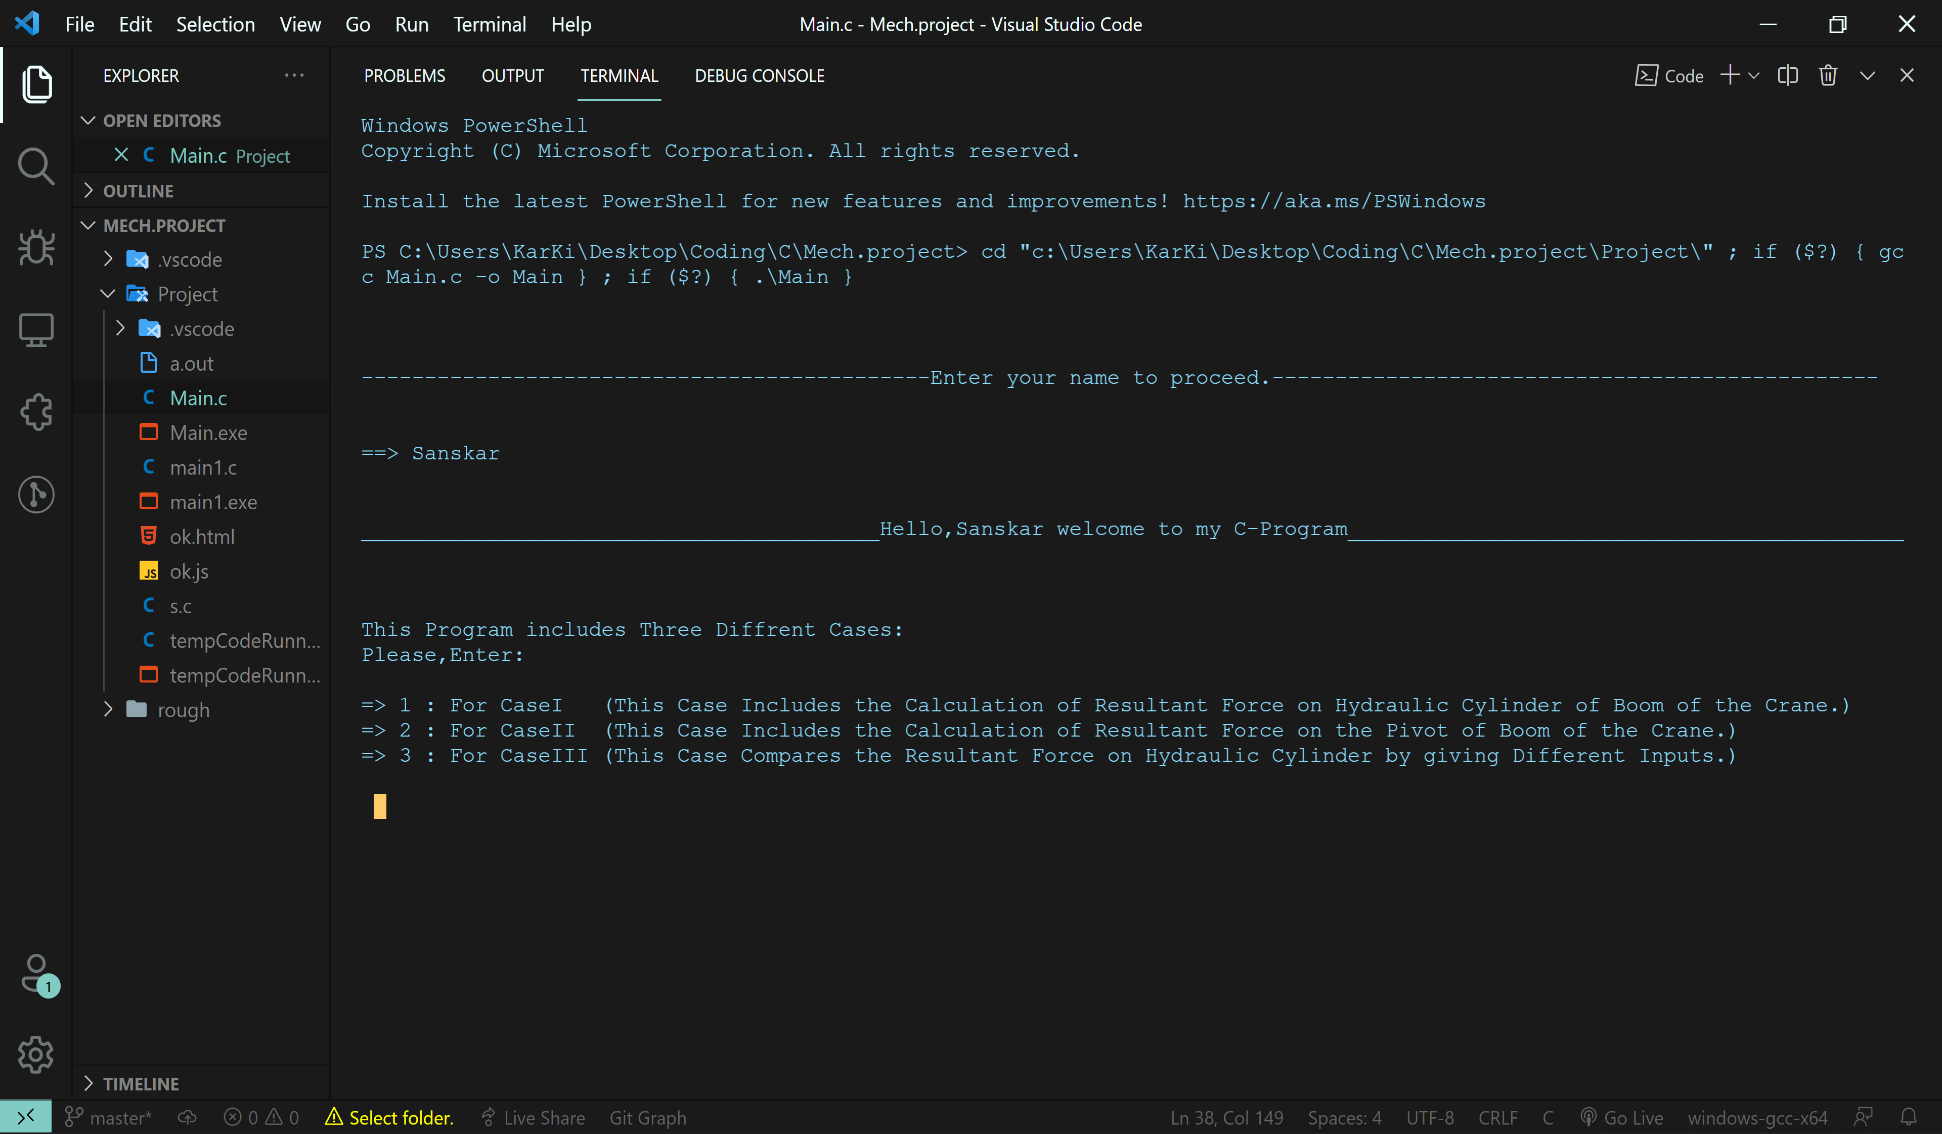 File Edit Selection View Go Run Terminal Help
Main.c - Mech.project - Visual Studio Code
EXPLORER
OPEN EDITORS
Main.c Project
OUTLINE
MECH.PROJECT
.vscode
Project
.vscode
a.out
Main.c
Main.exe
main1.c
main1.exe
ok.html
ok.js
s.c
tempCodeRunn...
tempCodeRunn...
rough
TIMELINE
PROBLEMS OUTPUT TERMINAL DEBUG CONSOLE
Code
Windows PowerShell
Copyright (C) Microsoft Corporation. All rights reserved.
Install the latest PowerShell for new features and improvements! https://aka.ms/PSWindows
PS C:\Users\KarKi\Desktop\Coding\C\Mech.project> cd "c:\Users\KarKi\Desktop\Coding\C\Mech.project\Project\" ; if ($?) { gc
c Main.c -o Main } ; if ($?) { .\Main }
---------------------------------------------Enter your name to proceed.------------------------------------------------
==> Sanskar
_________________________________________Hello,Sanskar welcome to my C-Program____________________________________________
This Program includes Three Diffrent Cases:
Please,Enter:
=> 1 : For CaseI   (This Case Includes the Calculation of Resultant Force on Hydraulic Cylinder of Boom of the Crane.)
=> 2 : For CaseII  (This Case Includes the Calculation of Resultant Force on the Pivot of Boom of the Crane.)
=> 3 : For CaseIII (This Case Compares the Resultant Force on Hydraulic Cylinder by giving Different Inputs.)
1
master* 0 0 Select folder. Live Share Git Graph
Ln 38, Col 149 Spaces: 4 UTF-8 CRLF C Go Live windows-gcc-x64